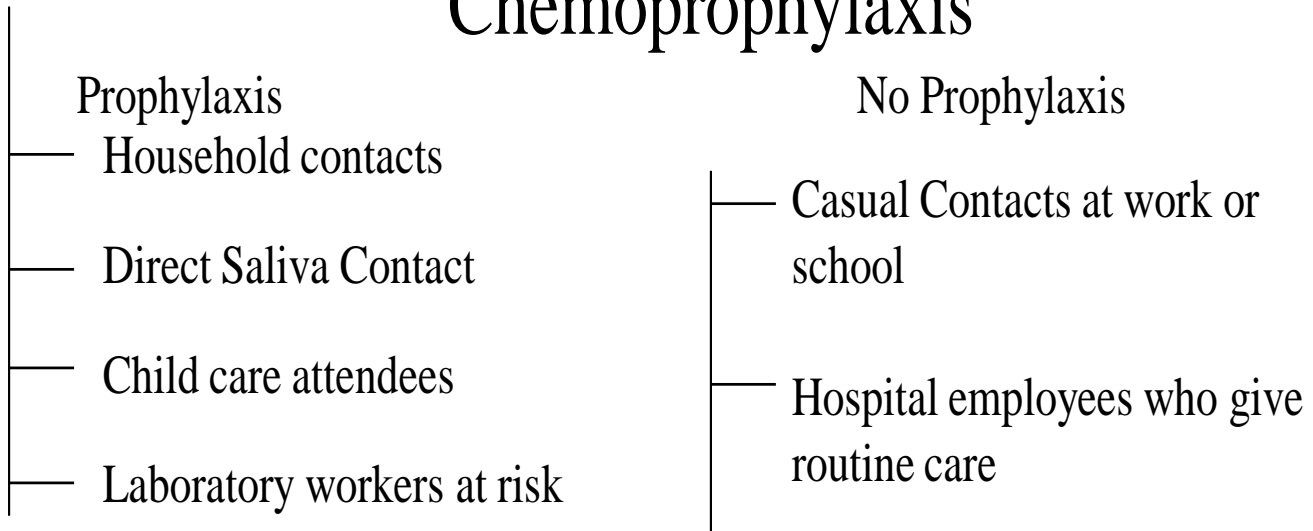 Chemoprophylaxis
Prophylaxis
Household contacts
Direct Saliva Contact
Child care attendees
Laboratory workers at risk
No Prophylaxis
Casual Contacts at work or
school
Hospital employees who give
routine care